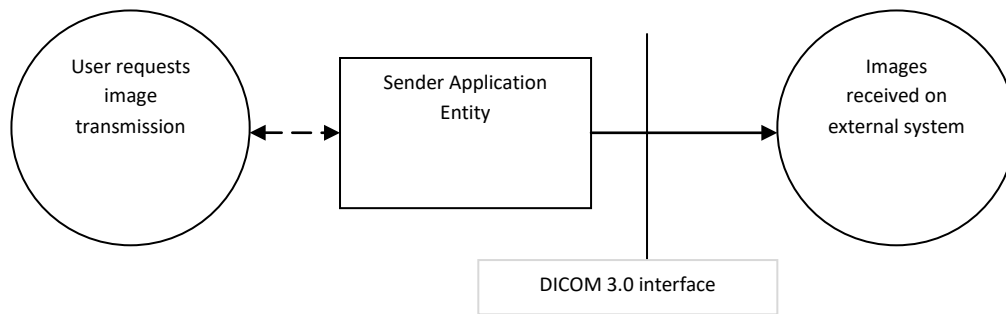 User requests
image
transmission
Sender Application
Entity
Images
received on
external system
DICOM 3.0 interface